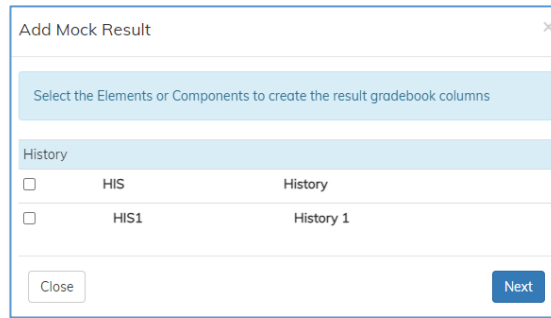 Add Mock Result ×
Select the Elements or Components to create the result gradebook columns
History
HIS History
HIS1 History 1
Close Next